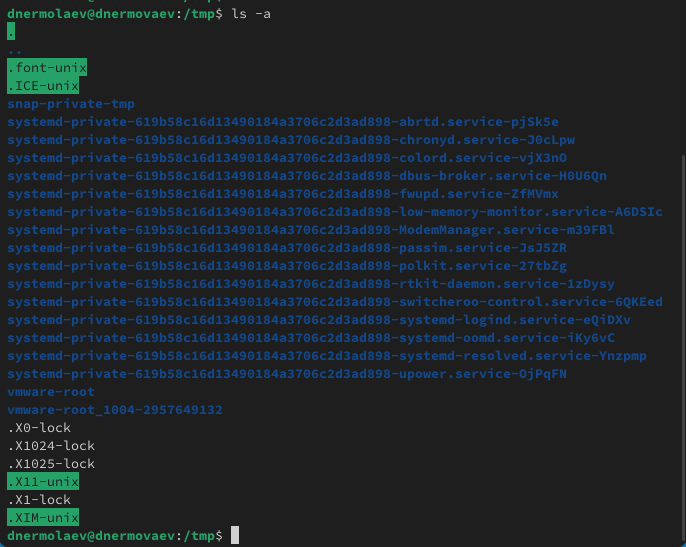 dnermolaev@dnermovaev:/tmp$ ls -a
.
..
.font-unix
.ICE-unix
snap-private-tmp
systemd-private-619b58c16d13490184a3706c2d3ad898-abrtd.service-pjSk5e
systemd-private-619b58c16d13490184a3706c2d3ad898-chronyd.service-J0cLpw
systemd-private-619b58c16d13490184a3706c2d3ad898-colord.service-vjX3nO
systemd-private-619b58c16d13490184a3706c2d3ad898-dbus-broker.service-H0U6Qn
systemd-private-619b58c16d13490184a3706c2d3ad898-fwupd.service-ZfMVmx
systemd-private-619b58c16d13490184a3706c2d3ad898-low-memory-monitor.service-A6DSIc
systemd-private-619b58c16d13490184a3706c2d3ad898-ModemManager.service-m39FBl
systemd-private-619b58c16d13490184a3706c2d3ad898-passim.service-JsJ5ZR
systemd-private-619b58c16d13490184a3706c2d3ad898-polkit.service-27tbZg
systemd-private-619b58c16d13490184a3706c2d3ad898-rtkit-daemon.service-1zDysy
systemd-private-619b58c16d13490184a3706c2d3ad898-switcheroo-control.service-6QKEed
systemd-private-619b58c16d13490184a3706c2d3ad898-systemd-logind.service-eQiDXv
systemd-private-619b58c16d13490184a3706c2d3ad898-systemd-oomd.service-iKy6vC
systemd-private-619b58c16d13490184a3706c2d3ad898-systemd-resolved.service-Ynzpmp
systemd-private-619b58c16d13490184a3706c2d3ad898-upower.service-OjPqFN
vmware-root
vmware-root_1004-2957649132
.X0-lock
.X1024-lock
.X1025-lock
.X11-unix
.X1-lock
.XIM-unix
dnermolaev@dnermovaev:/tmp$